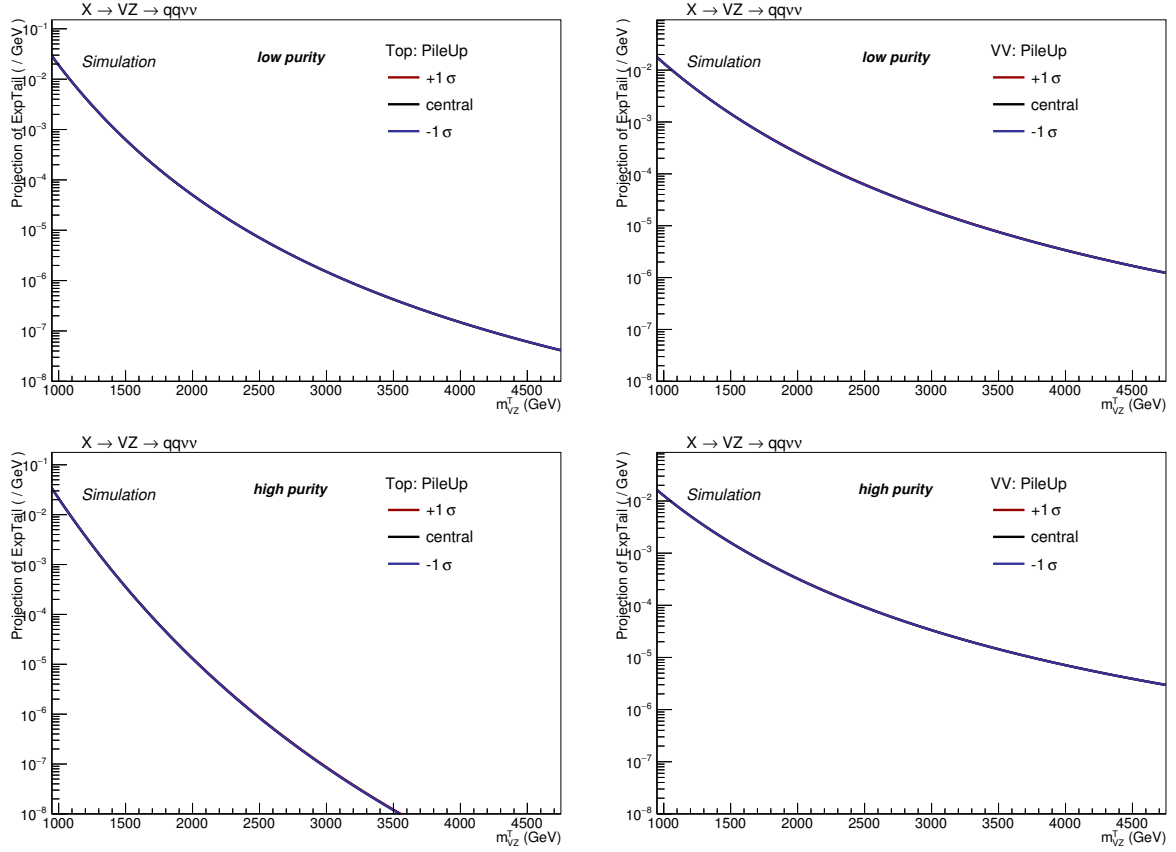 X → VZ → qqνν
Simulation
low purity
Top: PileUp
+1 σ
central
-1 σ
Projection of ExpTail ( / GeV )
10⁻¹
10⁻²
10⁻³
10⁻⁴
10⁻⁵
10⁻⁶
10⁻⁷
10⁻⁸
1000 1500 2000 2500 3000 3500 4000 4500
m^T_VZ (GeV)
X → VZ → qqνν
Simulation
low purity
VV: PileUp
+1 σ
central
-1 σ
Projection of ExpTail ( / GeV )
10⁻²
10⁻³
10⁻⁴
10⁻⁵
10⁻⁶
10⁻⁷
10⁻⁸
1000 1500 2000 2500 3000 3500 4000 4500
m^T_VZ (GeV)
X → VZ → qqνν
Simulation
high purity
Top: PileUp
+1 σ
central
-1 σ
Projection of ExpTail ( / GeV )
10⁻¹
10⁻²
10⁻³
10⁻⁴
10⁻⁵
10⁻⁶
10⁻⁷
10⁻⁸
1000 1500 2000 2500 3000 3500 4000 4500
m^T_VZ (GeV)
X → VZ → qqνν
Simulation
high purity
VV: PileUp
+1 σ
central
-1 σ
Projection of ExpTail ( / GeV )
10⁻²
10⁻³
10⁻⁴
10⁻⁵
10⁻⁶
10⁻⁷
10⁻⁸
1000 1500 2000 2500 3000 3500 4000 4500
m^T_VZ (GeV)